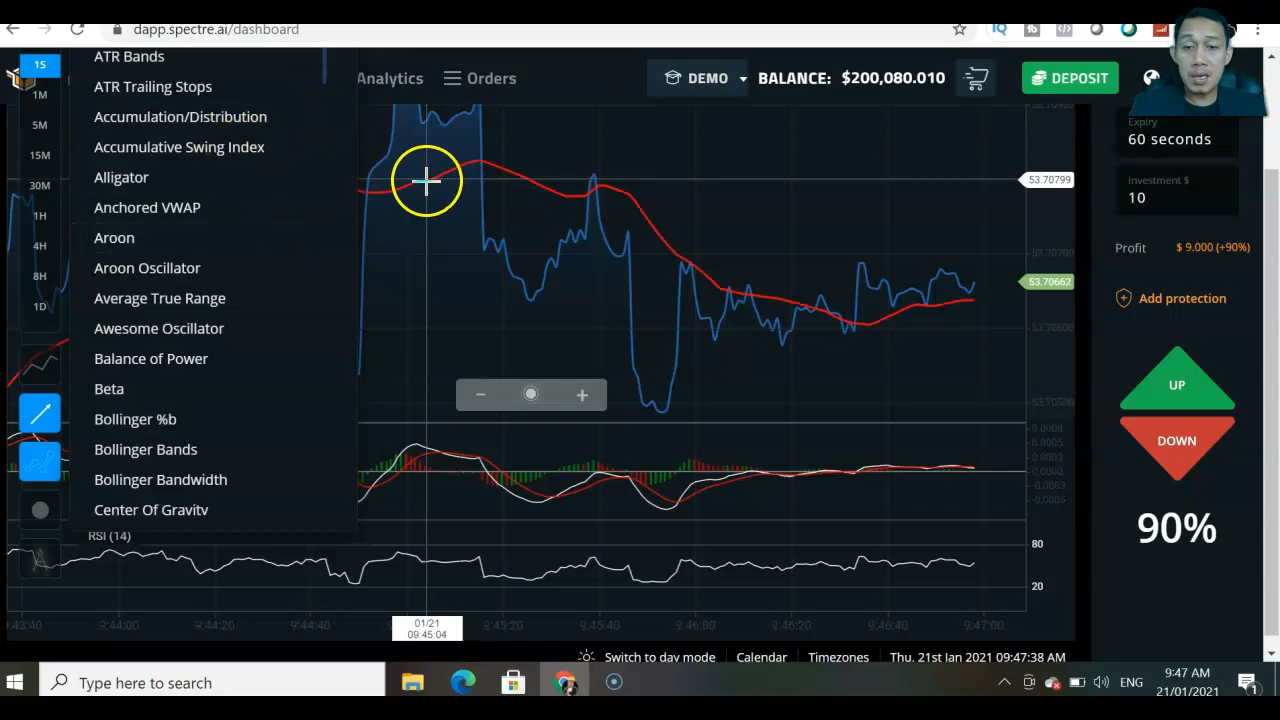 dapp.spectre.ai/dashboard
Analytics
Orders
DEMO
BALANCE: $200,080.010
DEPOSIT
1S
1M
5M
15M
30M
1H
4H
8H
1D
ATR Bands
ATR Trailing Stops
Accumulation/Distribution
Accumulative Swing Index
Alligator
Anchored VWAP
Aroon
Aroon Oscillator
Average True Range
Awesome Oscillator
Balance of Power
Beta
Bollinger %b
Bollinger Bands
Bollinger Bandwidth
Center Of Gravity
RSI (14)
53.70799
53.70700
53.70662
53.70600
53.70500
80
20
Expiry
60 seconds
Investment $
10
Profit $ 9.000 (+90%)
Add protection
UP
DOWN
90%
9:43:40
9:44:00
9:44:20
9:44:40
01/21
09:45:04
9:45:20
9:45:40
9:46:00
9:46:20
9:46:40
9:47:00
Switch to day mode
Calendar
Timezones
Thu, 21st Jan 2021 09:47:38 AM
Type here to search
ENG
9:47 AM
21/01/2021